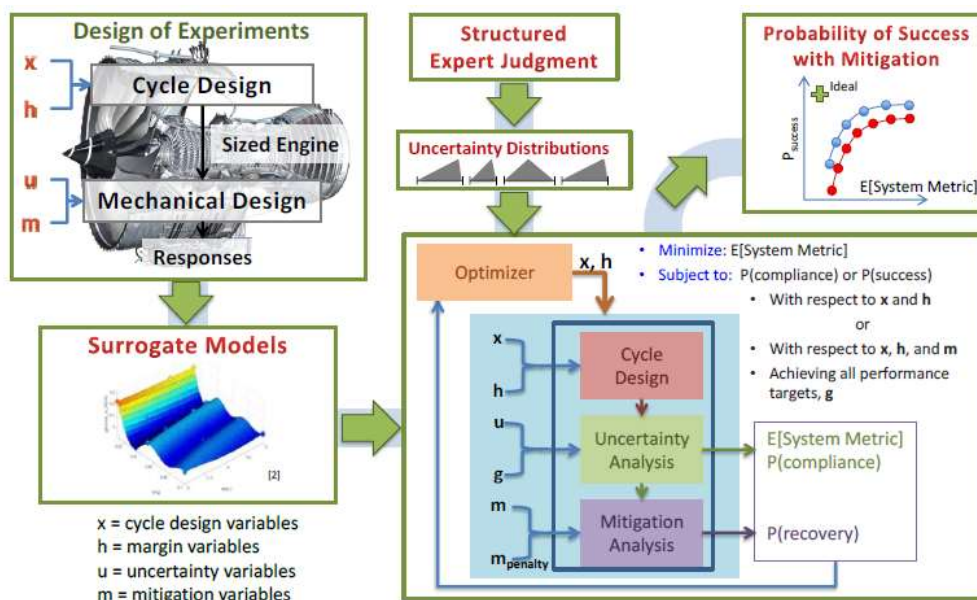 Design of Experiments
x
h
Cycle Design
Sized Engine
u
m
Mechanical Design
Responses
Structured
Expert Judgment
Uncertainty Distributions
Probability of Success
with Mitigation
Ideal
P success
E[System Metric]
Surrogate Models
[2]
x = cycle design variables
h = margin variables
u = uncertainty variables
m = mitigation variables
Optimizer
x, h
• Minimize: E[System Metric]
• Subject to: P(compliance) or P(success)
• With respect to x and h
or
• With respect to x, h, and m
• Achieving all performance
targets, g
x
h
Cycle
Design
u
g
Uncertainty
Analysis
m
m penalty
Mitigation
Analysis
E[System Metric]
P(compliance)
P(recovery)